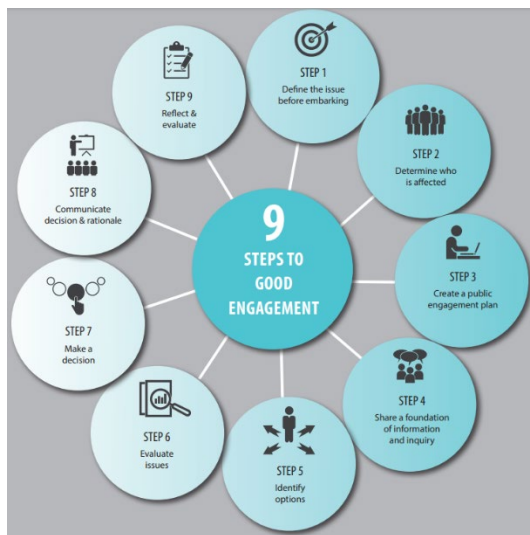 9
STEPS TO
GOOD
ENGAGEMENT
STEP 1
Define the issue
before embarking
STEP 2
Determine who
is affected
STEP 3
Create a public
engagement plan
STEP 4
Share a foundation
of information
and inquiry
STEP 5
Identify
options
STEP 6
Evaluate
issues
STEP 7
Make a
decision
STEP 8
Communicate
decision & rationale
STEP 9
Reflect &
evaluate